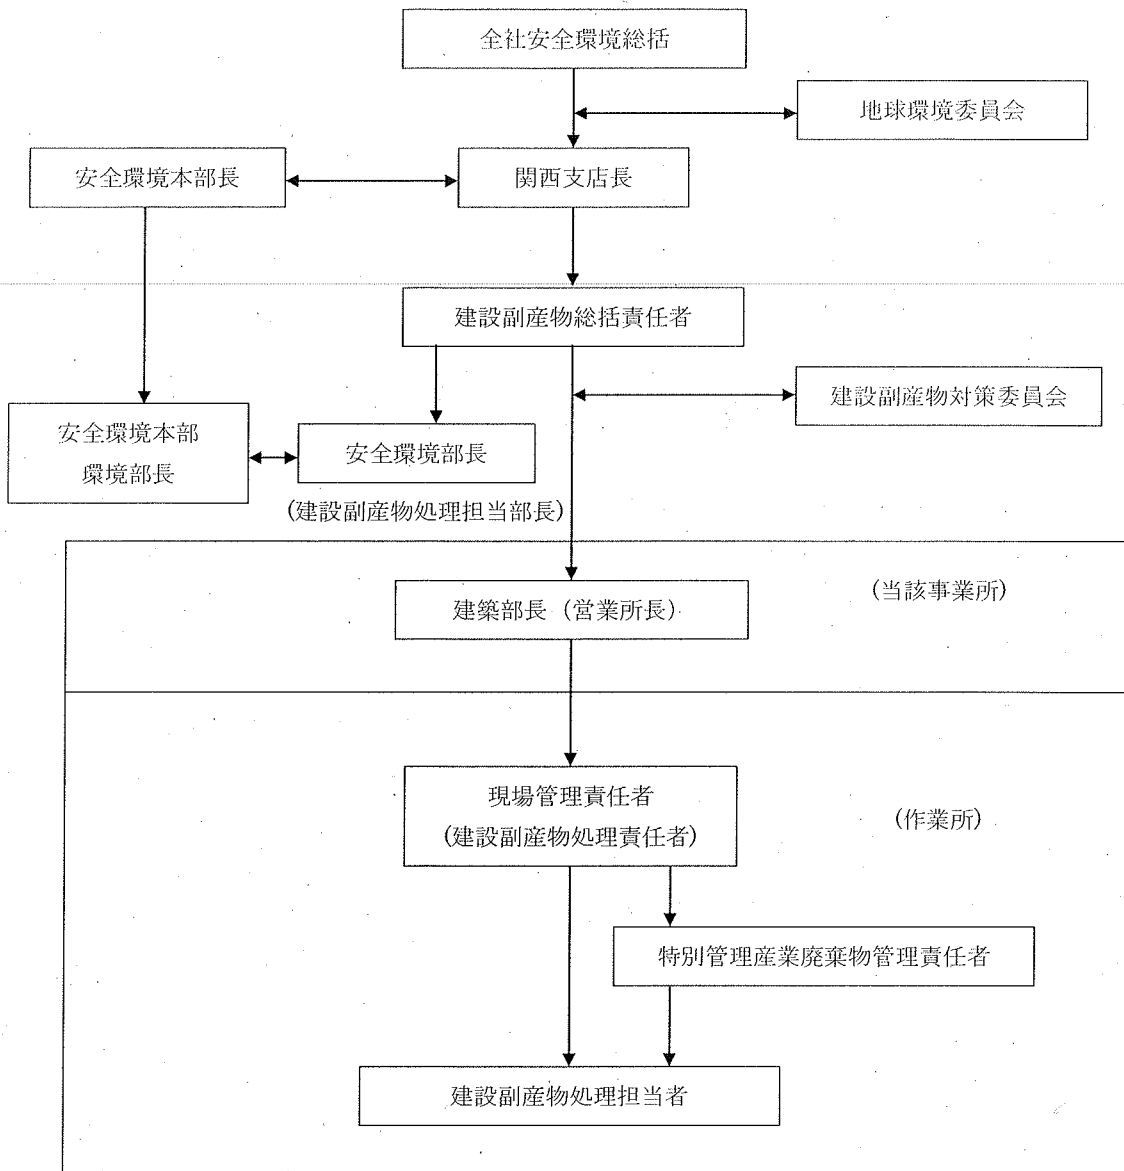 全社安全環境総括
地球環境委員会
安全環境本部長
関西支店長
建設副産物総括責任者
建設副産物対策委員会
安全環境本部
環境部長
安全環境部長
(建設副産物処理担当部長)
(当該事業所)
建築部長（営業所長）
現場管理責任者
(建設副産物処理責任者)
(作業所)
特別管理産業廃棄物管理責任者
建設副産物処理担当者